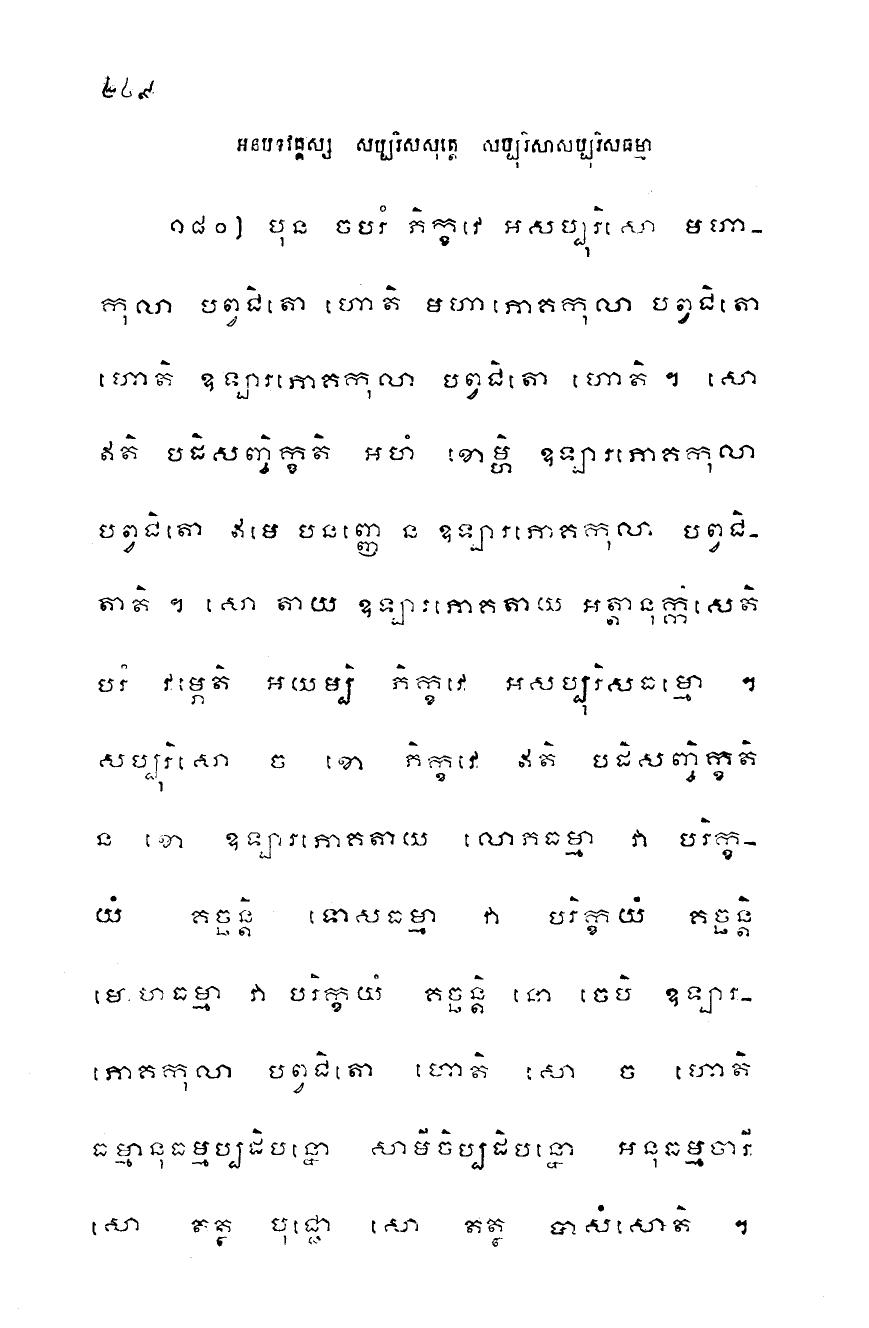 ២៤៩
អនុបទវគ្គស្ស សប្បុរិសសុត្តេ សប្បុរិសាសប្បុរិសធម្មា
១៨០) បុន ចបរំ ភិក្ខវេ អសប្បុរិសោ មហា-
កុលា បព្វជិតោ ហោតិ មហាភោគកុលា បព្វជិតោ
ហោតិ ឧឡារភោគកុលា បព្វជិតោ ហោតិ ។ សោ
ឥតិ បដិសញ្ចិក្ខតិ អហំ ខោម្ហិ ឧឡារភោគកុលា
បព្វជិតោ ឥមេ បនញ្ញេ ន ឧឡារភោគកុលា បព្វជិ-
តាតិ ។ សោ តាយ ឧឡារភោគតាយ អត្តានុក្កំសេតិ
បរំ វម្ភេតិ អយម្បិ ភិក្ខវេ អសប្បុរិសធម្មោ ។
សប្បុរិសោ ច ខោ ភិក្ខវេ ឥតិ បដិសញ្ចិក្ខតិ
ន ខោ ឧឡារភោគតាយ លោភធម្មា វា បរិក្ខ-
យំ គច្ឆន្តិ ទោសធម្មា វា បរិក្ខយំ គច្ឆន្តិ
មោហធម្មា វា បរិក្ខយំ គច្ឆន្តិ នោ ចេបិ ឧឡារ-
ភោគកុលា បព្វជិតោ ហោតិ សោ ច ហោតិ
ធម្មានុធម្មប្បដិបន្នោ សាមីចិប្បដិបន្នោ អនុធម្មចារី
សោ តត្ថ បុជ្ជោ សោ តត្ថ បាសំសោតិ ។